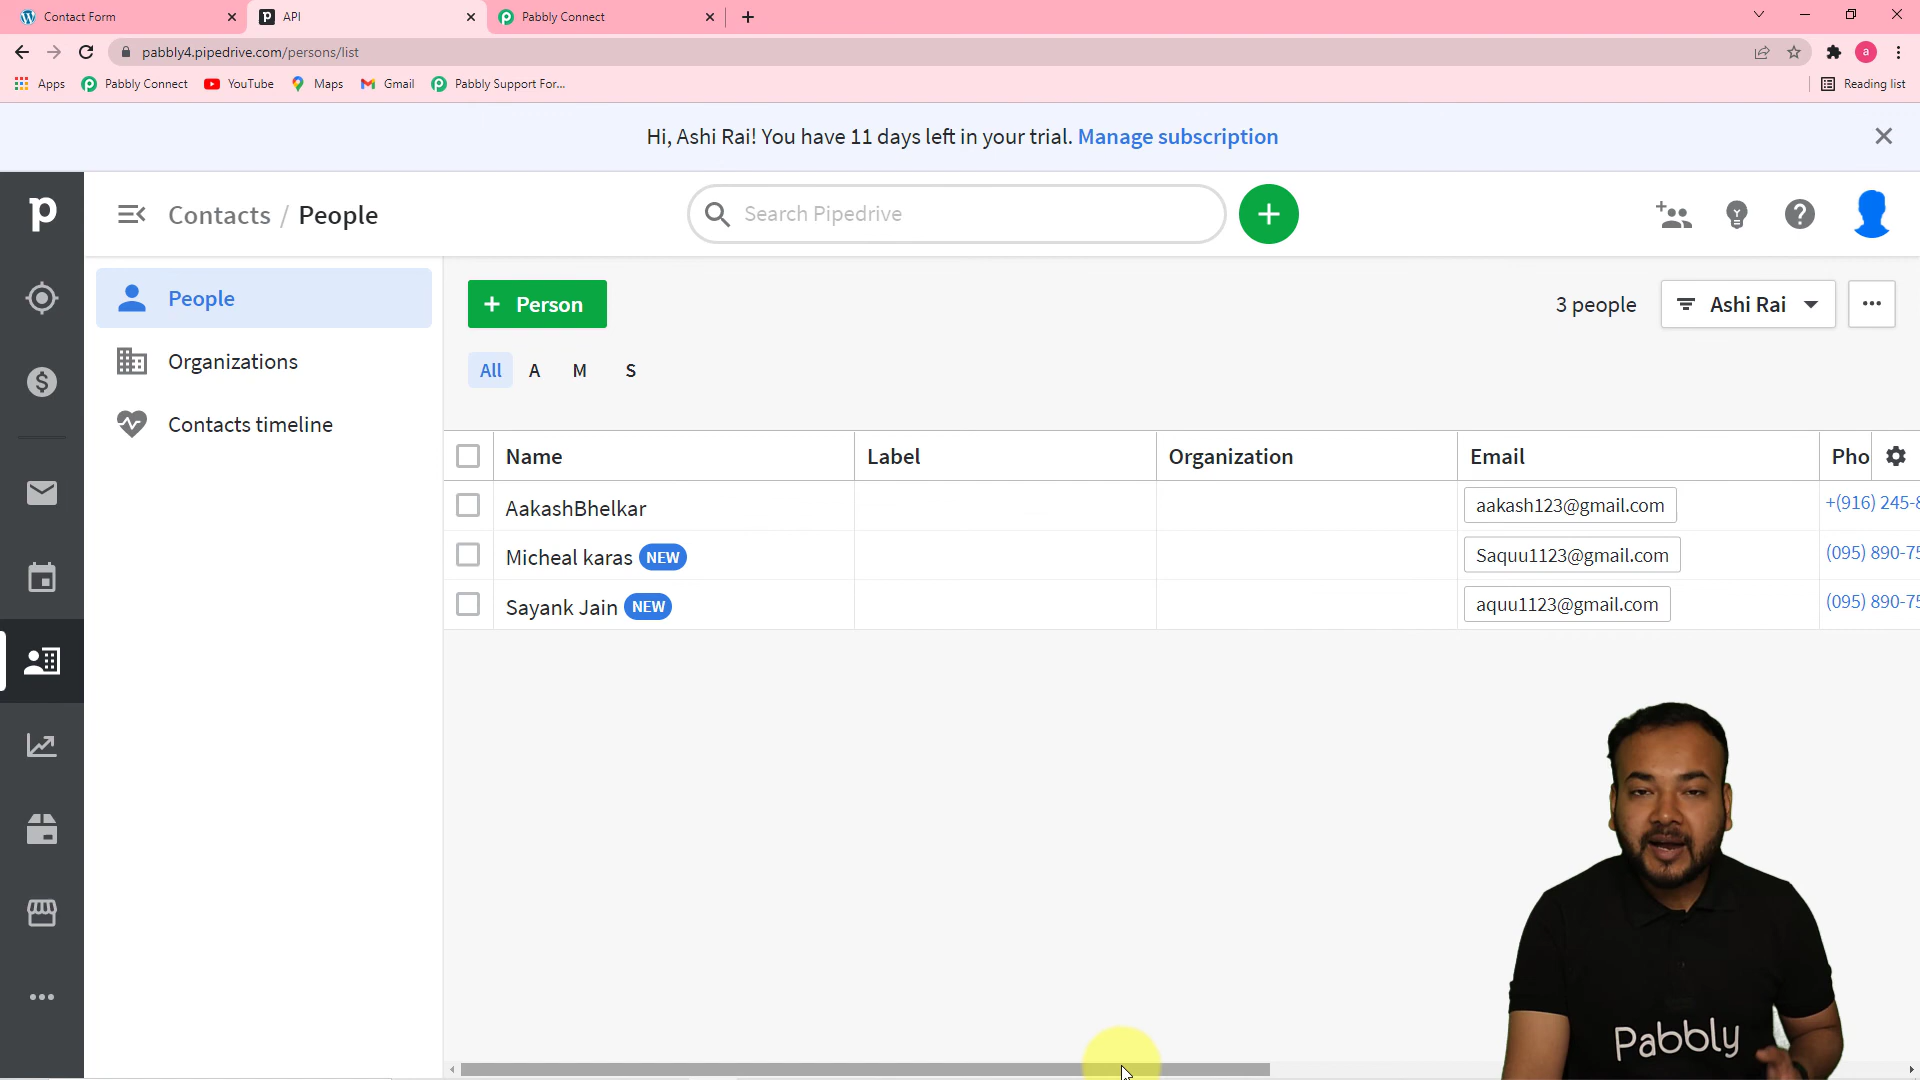 Contact Form
API
Pabbly Connect
pabbly4.pipedrive.com/persons/list
a
Apps
Pabbly Connect
YouTube
Maps
Gmail
Pabbly Support For...
Reading list
Hi, Ashi Rai! You have 11 days left in your trial. Manage subscription
Contacts / People
Search Pipedrive
People
Organizations
Contacts timeline
+ Person
3 people
Ashi Rai
All A M S
Name Label Organization Email Pho
AakashBhelkar aakash123@gmail.com +(916) 245-8
Micheal karas NEW Saquu1123@gmail.com (095) 890-75
Sayank Jain NEW aquu1123@gmail.com (095) 890-75
Pabbly